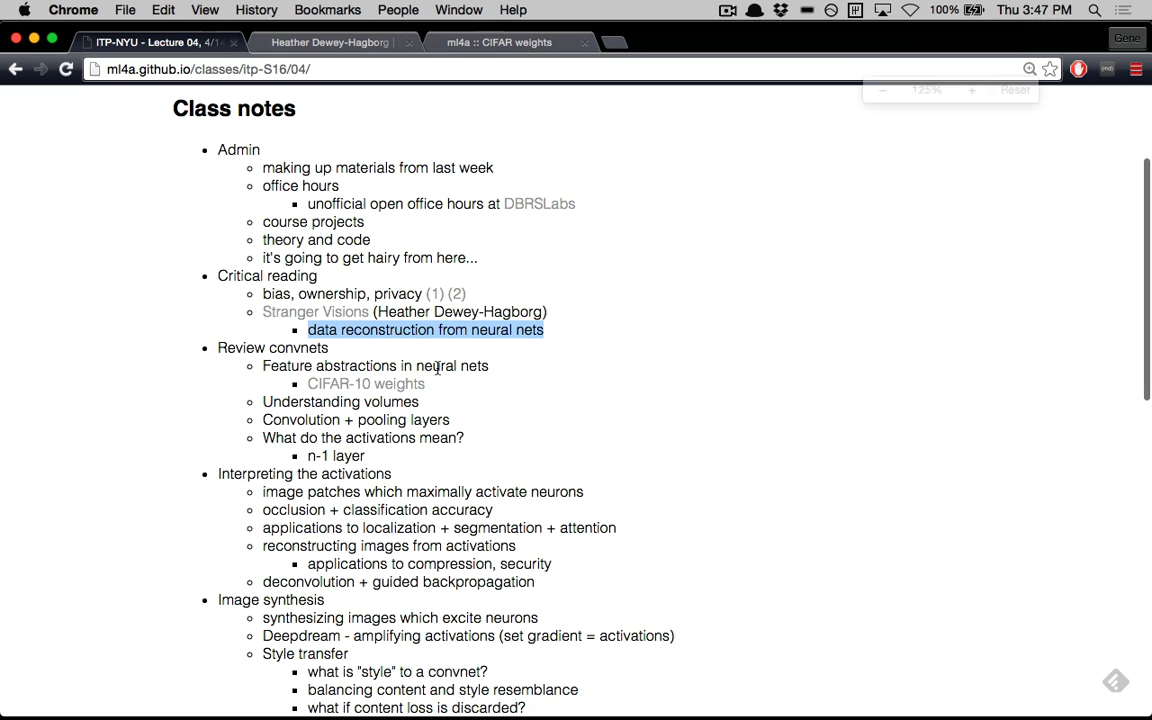 Chrome File Edit View History Bookmarks People Window Help 100% Thu 3:47 PM
ITP-NYU - Lecture 04, 4/14 Heather Dewey-Hagborg | ml4a :: CIFAR weights Gene
ml4a.github.io/classes/itp-S16/04/
125% Reset
Class notes
Admin
making up materials from last week
office hours
unofficial open office hours at DBRSLabs
course projects
theory and code
it's going to get hairy from here...
Critical reading
bias, ownership, privacy (1) (2)
Stranger Visions (Heather Dewey-Hagborg)
data reconstruction from neural nets
Review convnets
Feature abstractions in neural nets
CIFAR-10 weights
Understanding volumes
Convolution + pooling layers
What do the activations mean?
n-1 layer
Interpreting the activations
image patches which maximally activate neurons
occlusion + classification accuracy
applications to localization + segmentation + attention
reconstructing images from activations
applications to compression, security
deconvolution + guided backpropagation
Image synthesis
synthesizing images which excite neurons
Deepdream - amplifying activations (set gradient = activations)
Style transfer
what is "style" to a convnet?
balancing content and style resemblance
what if content loss is discarded?